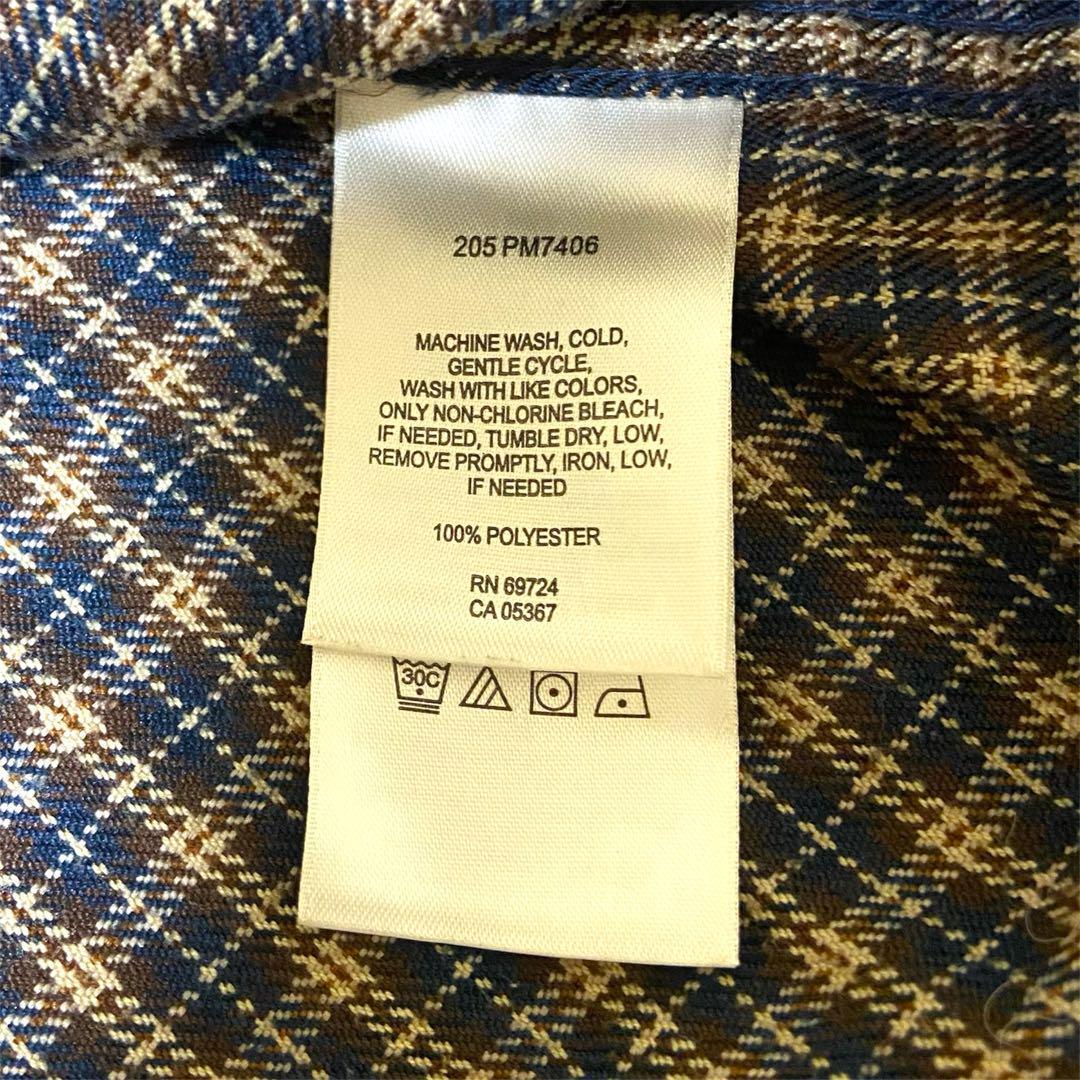 205 PM7406
MACHINE WASH, COLD,
GENTLE CYCLE,
WASH WITH LIKE COLORS,
ONLY NON-CHLORINE BLEACH,
IF NEEDED, TUMBLE DRY, LOW,
REMOVE PROMPTLY, IRON, LOW,
IF NEEDED
100% POLYESTER
RN 69724
CA 05367
30C